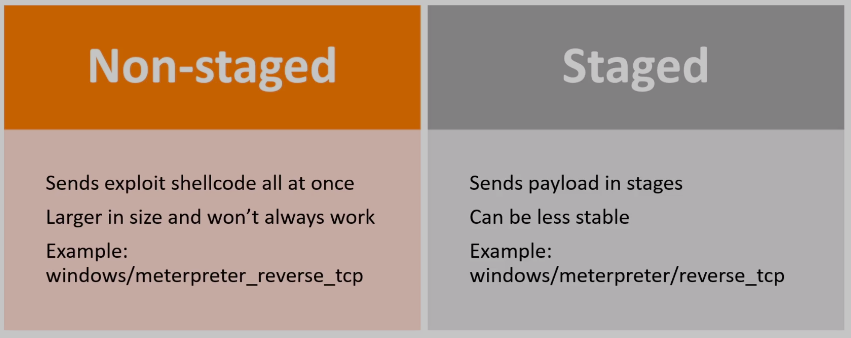 Non-staged
Sends exploit shellcode all at once
Larger in size and won’t always work
Example:
windows/meterpreter_reverse_tcp
Staged
Sends payload in stages
Can be less stable
Example:
windows/meterpreter/reverse_tcp